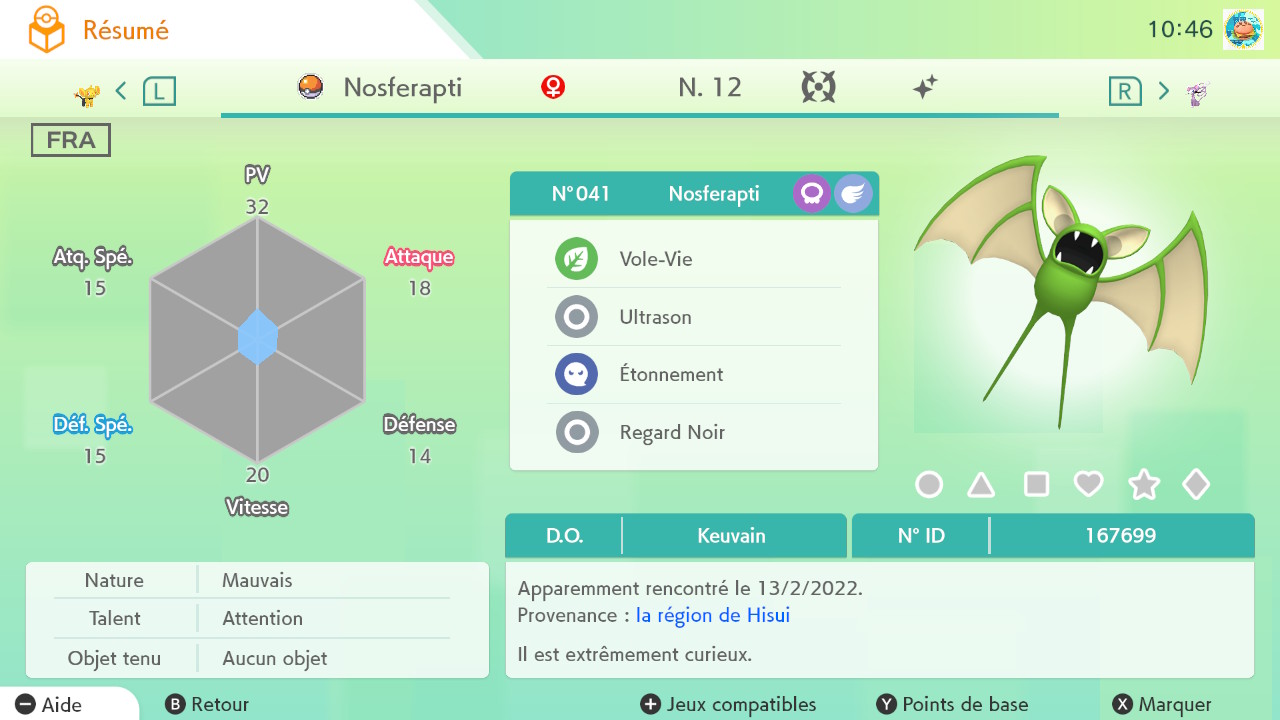 Résumé
10:46
L
Nosferapti
N. 12
R
FRA
PV
32
Atq. Spé.
15
Attaque
18
Déf. Spé.
15
Défense
14
20
Vitesse
N° 041 Nosferapti
Vole-Vie
Ultrason
Étonnement
Regard Noir
D.O. Keuvain
N° ID 167699
Nature Mauvais
Talent Attention
Objet tenu Aucun objet
Apparemment rencontré le 13/2/2022.
Provenance : la région de Hisui
Il est extrêmement curieux.
Aide
B Retour
Jeux compatibles
Y Points de base
X Marquer